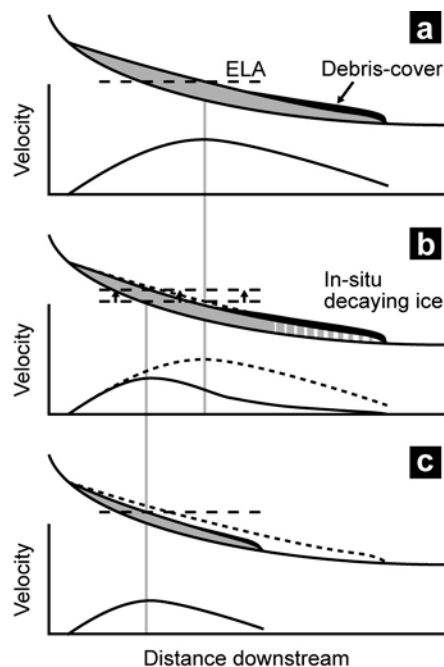 a
ELA
Debris-cover
Velocity
b
In-situ
decaying ice
Velocity
c
Velocity
Distance downstream